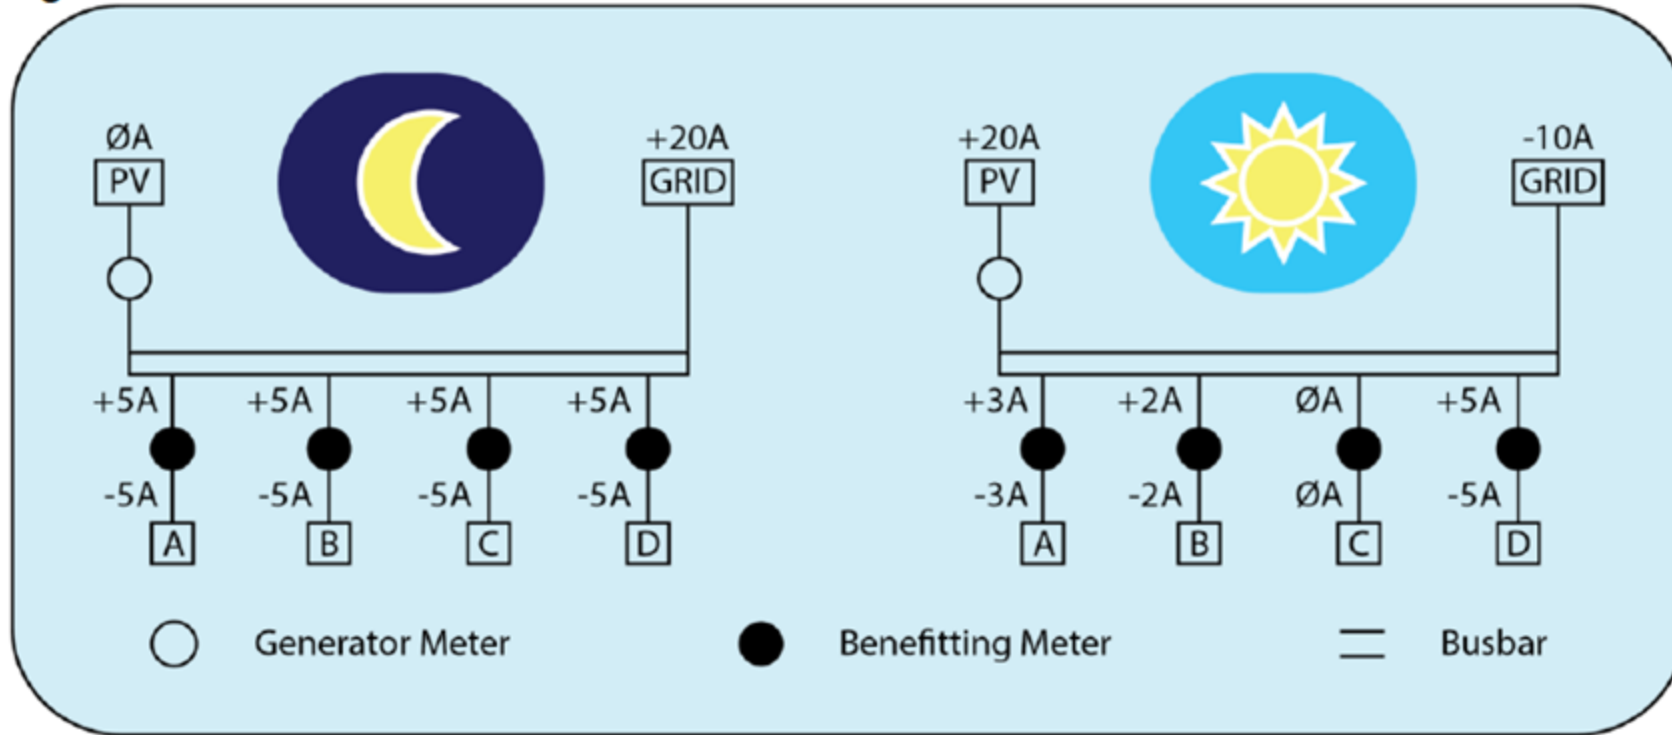 ØA +20A +20A -10A
PV GRID PV GRID
+5A +5A +5A +5A +3A +2A ØA +5A
-5A -5A -5A -5A -3A -2A ØA -5A
A B C D A B C D
Generator Meter Benefitting Meter Busbar